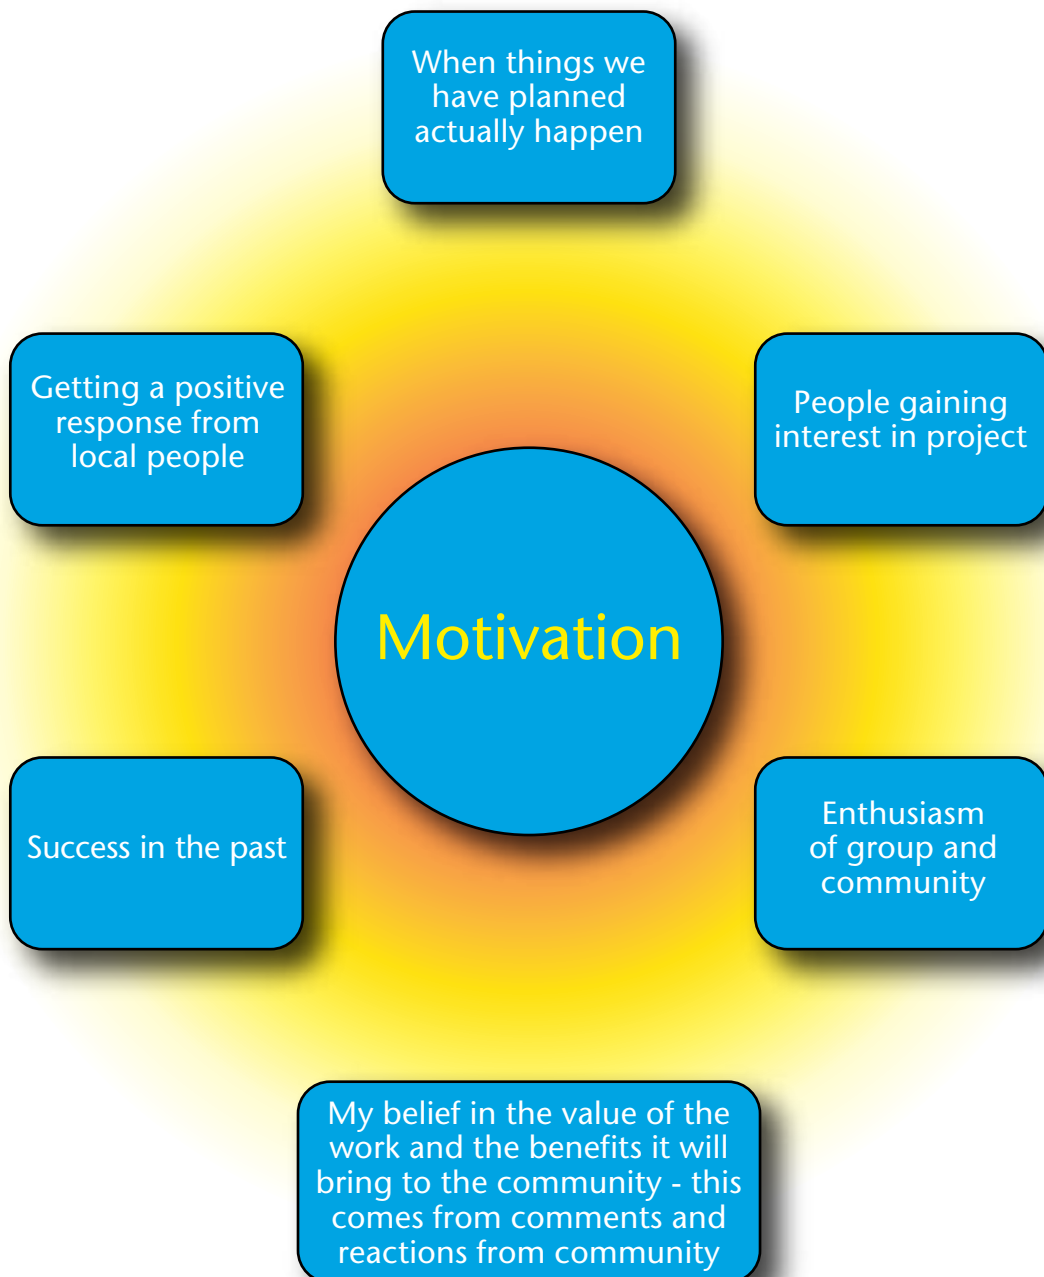 When things we
have planned
actually happen
Getting a positive
response from
local people
People gaining
interest in project
Motivation
Success in the past
Enthusiasm
of group and
community
My belief in the value of the
work and the benefits it will
bring to the community - this
comes from comments and
reactions from community